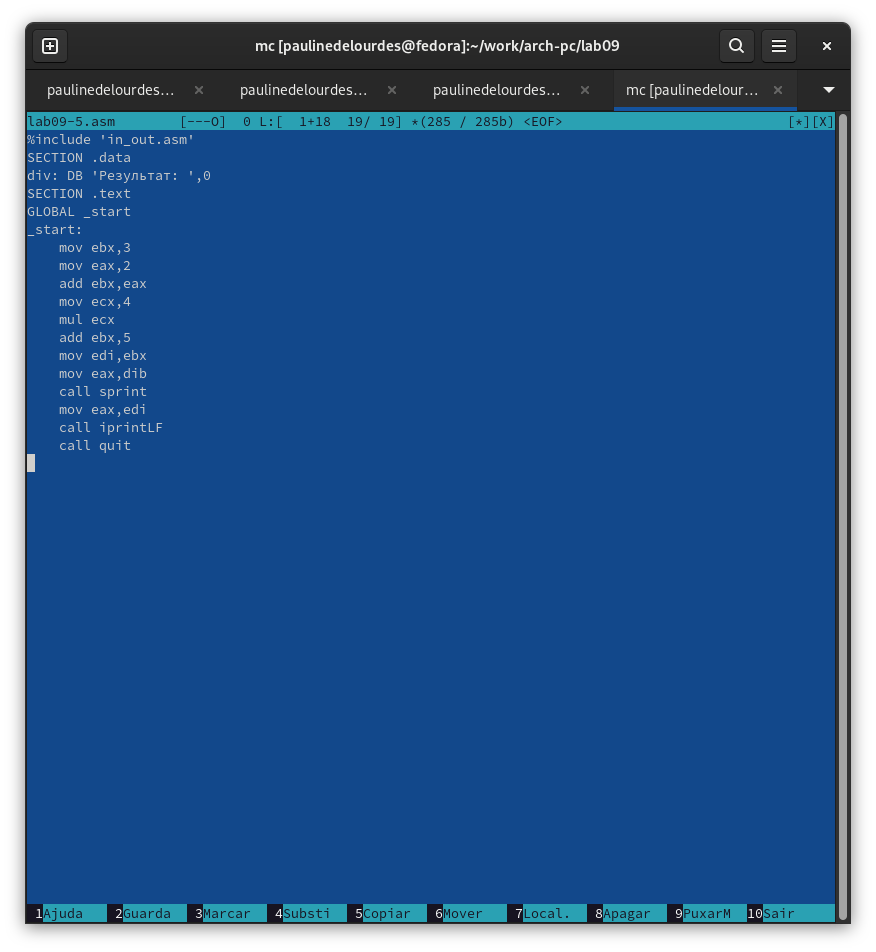 mc [paulinedelourdes@fedora]:~/work/arch-pc/lab09
paulinedelourdes… × paulinedelourdes… × paulinedelourdes… × mc [paulinedelour… ×
lab09-5.asm [---O] 0 L:[ 1+18 19/ 19] *(285 / 285b) <EOF> [*][X]
%include 'in_out.asm'
SECTION .data
div: DB 'Результат: ',0
SECTION .text
GLOBAL _start
_start:
mov ebx,3
mov eax,2
add ebx,eax
mov ecx,4
mul ecx
add ebx,5
mov edi,ebx
mov eax,dib
call sprint
mov eax,edi
call iprintLF
call quit
1Ajuda 2Guarda 3Marcar 4Substi 5Copiar 6Mover 7Local. 8Apagar 9PuxarM 10Sair